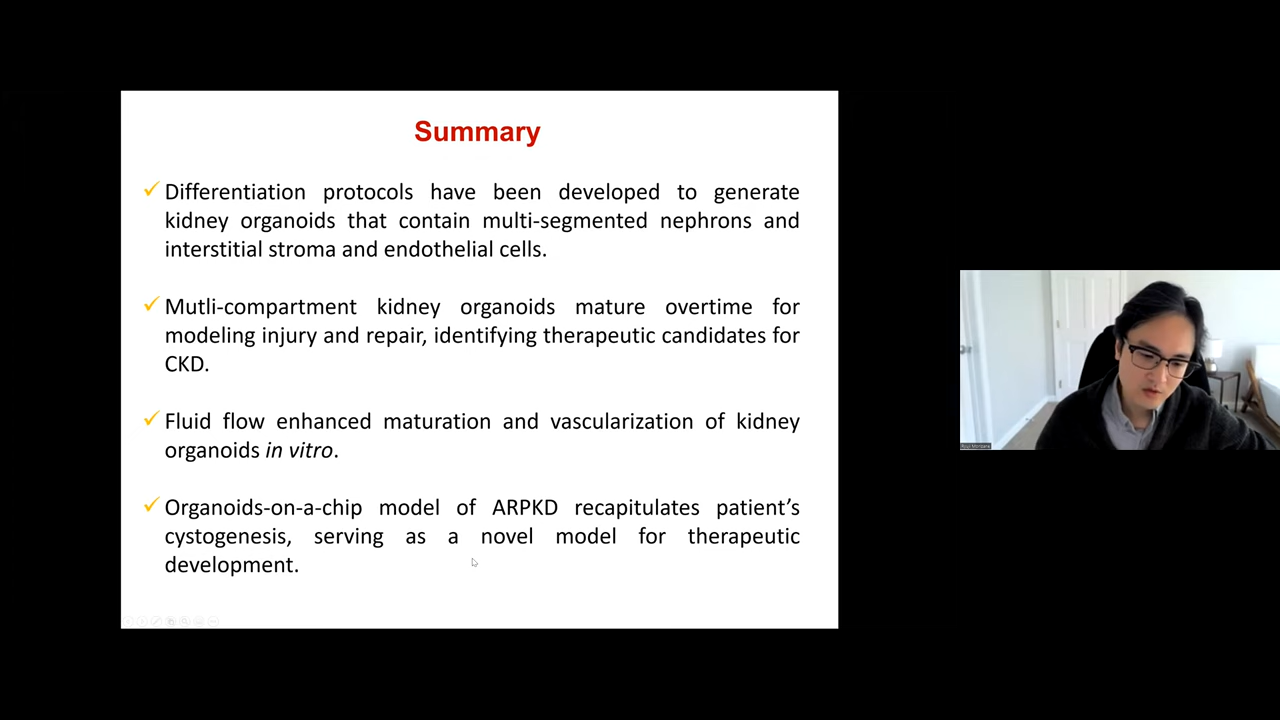 Summary
✓ Differentiation protocols have been developed to generate
kidney organoids that contain multi-segmented nephrons and
interstitial stroma and endothelial cells.
✓ Mutli-compartment kidney organoids mature overtime for
modeling injury and repair, identifying therapeutic candidates for
CKD.
✓ Fluid flow enhanced maturation and vascularization of kidney
organoids in vitro.
✓ Organoids-on-a-chip model of ARPKD recapitulates patient’s
cystogenesis, serving as a novel model for therapeutic
development.